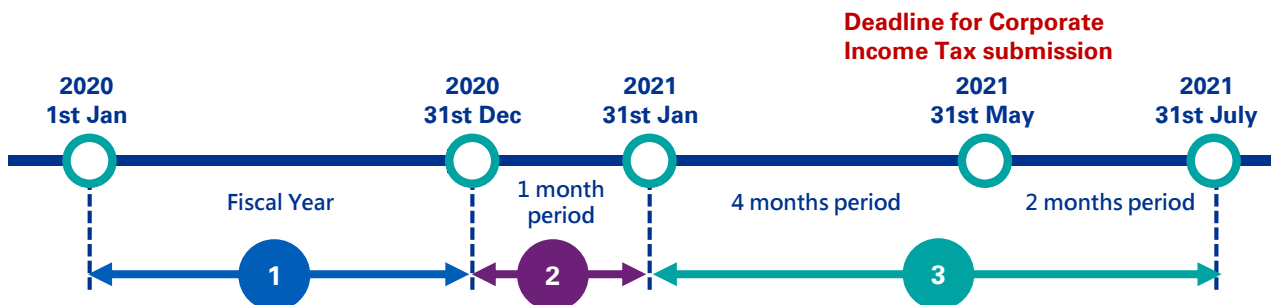 Deadline for Corporate
Income Tax submission
2020
1st Jan
2020
31st Dec
2021
31st Jan
2021
31st May
2021
31st July
Fiscal Year
1 month
period
4 months period
2 months period
1
2
3